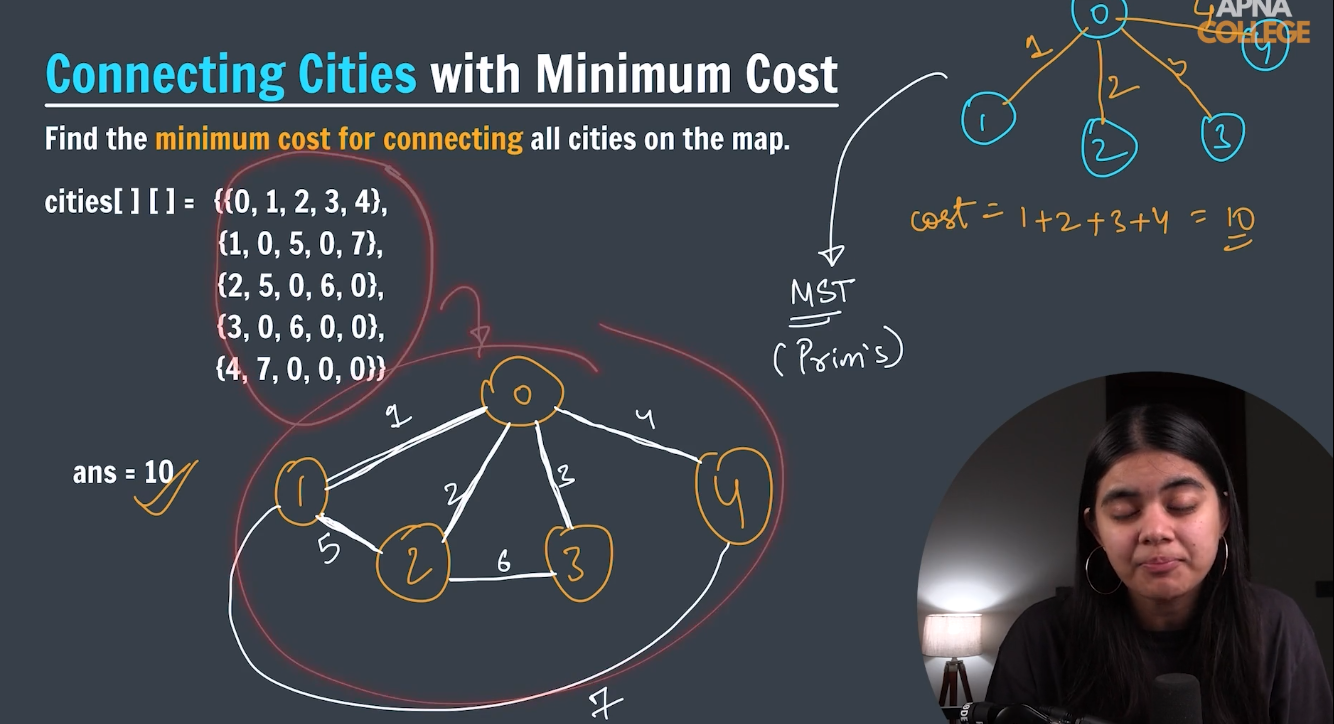 Connecting Cities with Minimum Cost
Find the minimum cost for connecting all cities on the map.
cities[ ] [ ] = {{0, 1, 2, 3, 4},
{1, 0, 5, 0, 7},
{2, 5, 0, 6, 0},
{3, 0, 6, 0, 0},
{4, 7, 0, 0, 0}}
ans = 10
0
1
4
2
3
1
5
2
6
3
4
7
MST
(Prim's)
APNA
COLLEGE
0
4
4
1
2
3
1
2
3
cost = 1+2+3+4 = 10